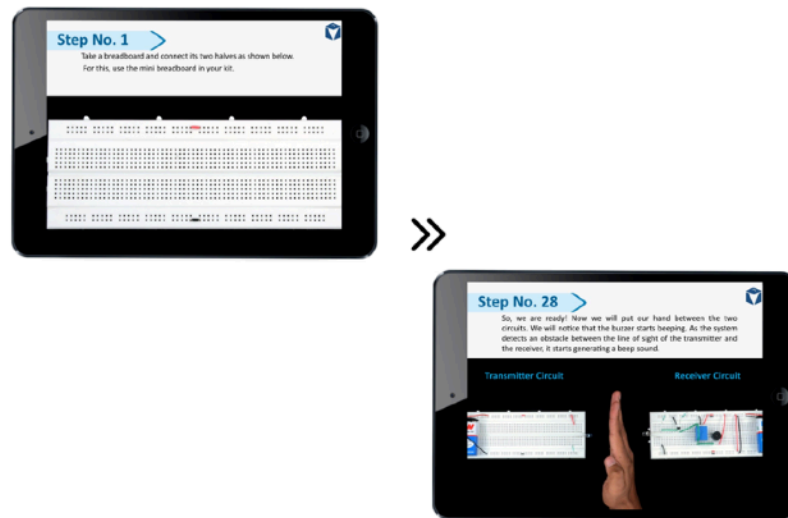 Step No. 1
Take a breadboard and connect its two halves as shown below.
For this, use the mini breadboard in your kit.
Step No. 28
So, we are ready! Now we will put our hand between the two
circuits. We will notice that the buzzer starts beeping. As the system
detects an obstacle between the line of sight of the transmitter and
the receiver, it starts generating a beep sound.
Transmitter Circuit
Receiver Circuit